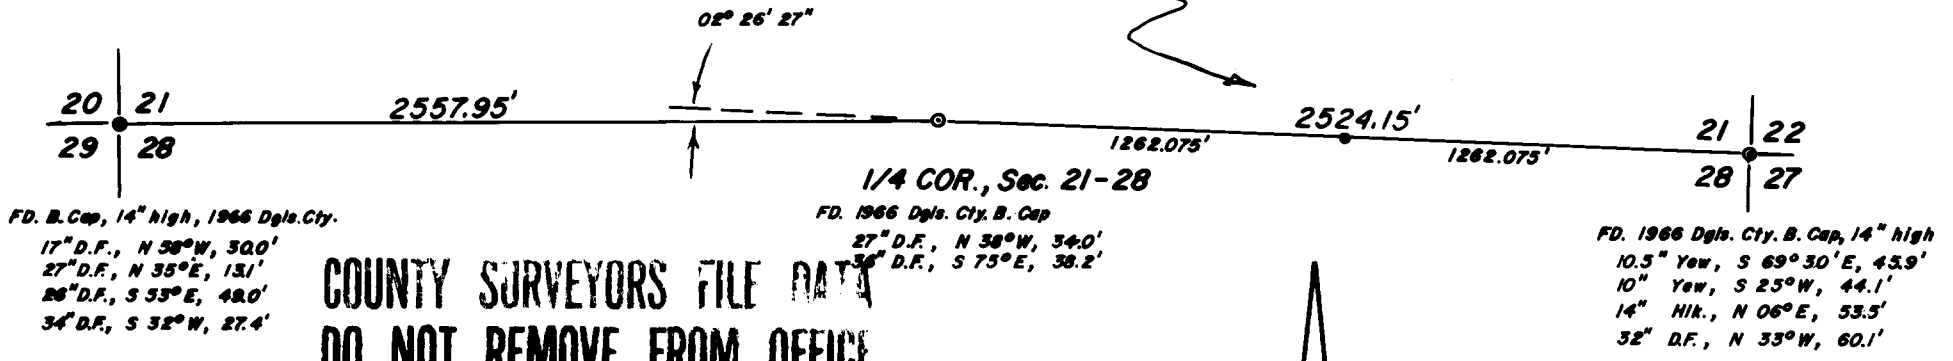 02° 26' 27"
20 21
2557.95'
2524.15'
21 22
29 28
1262.075'
1262.075'
28 27
1/4 COR., Sec. 21-28
FD. B. Cap, 14" high, 1966 Dgls. Cty.
17" D.F., N 58° W, 30.0'
27" D.F., N 35° E, 13.1'
26" D.F., S 53° E, 49.0'
34" D.F., S 32° W, 27.4'
FD. 1966 Dgls. Cty. B. Cap
27" D.F., N 38° W, 34.0'
36" D.F., S 75° E, 38.2'
FD. 1966 Dgls. Cty. B. Cap, 14" high
10.5" Yew, S 69° 30' E, 45.9'
10" Yew, S 25° W, 44.1'
14" Hlk., N 06° E, 53.5'
32" D.F., N 33° W, 60.1'
COUNTY SURVEYORS FILE DATA
DO NOT REMOVE FROM OFFICE